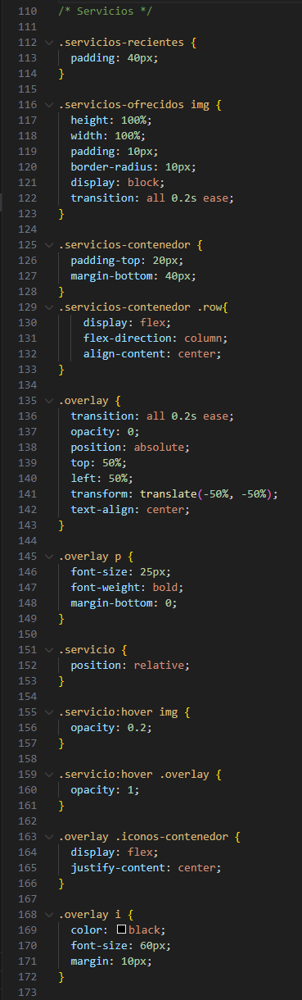 110 /* Servicios */
111
112 .servicios-recientes {
113   padding: 40px;
114 }
115
116 .servicios-ofrecidos img {
117   height: 100%;
118   width: 100%;
119   padding: 10px;
120   border-radius: 10px;
121   display: block;
122   transition: all 0.2s ease;
123 }
124
125 .servicios-contenedor {
126   padding-top: 20px;
127   margin-bottom: 40px;
128 }
129 .servicios-contenedor .row{
130     display: flex;
131     flex-direction: column;
132     align-content: center;
133 }
134
135 .overlay {
136   transition: all 0.2s ease;
137   opacity: 0;
138   position: absolute;
139   top: 50%;
140   left: 50%;
141   transform: translate(-50%, -50%);
142   text-align: center;
143 }
144
145 .overlay p {
146   font-size: 25px;
147   font-weight: bold;
148   margin-bottom: 0;
149 }
150
151 .servicio {
152   position: relative;
153 }
154
155 .servicio:hover img {
156   opacity: 0.2;
157 }
158
159 .servicio:hover .overlay {
160   opacity: 1;
161 }
162
163 .overlay .iconos-contenedor {
164   display: flex;
165   justify-content: center;
166 }
167
168 .overlay i {
169   color: black;
170   font-size: 60px;
171   margin: 10px;
172 }
173